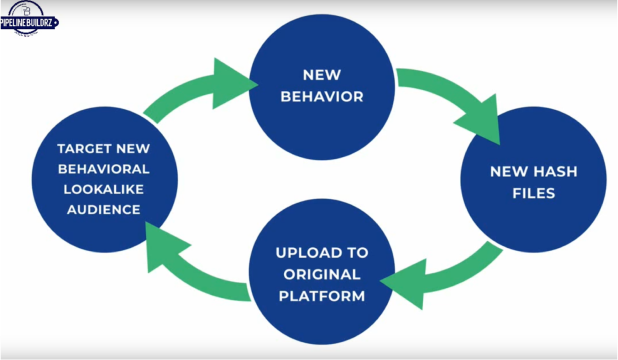 PIPELINEBUILDRZ
NEW
BEHAVIOR
NEW HASH
FILES
UPLOAD TO
ORIGINAL
PLATFORM
TARGET NEW
BEHAVIORAL
LOOKALIKE
AUDIENCE